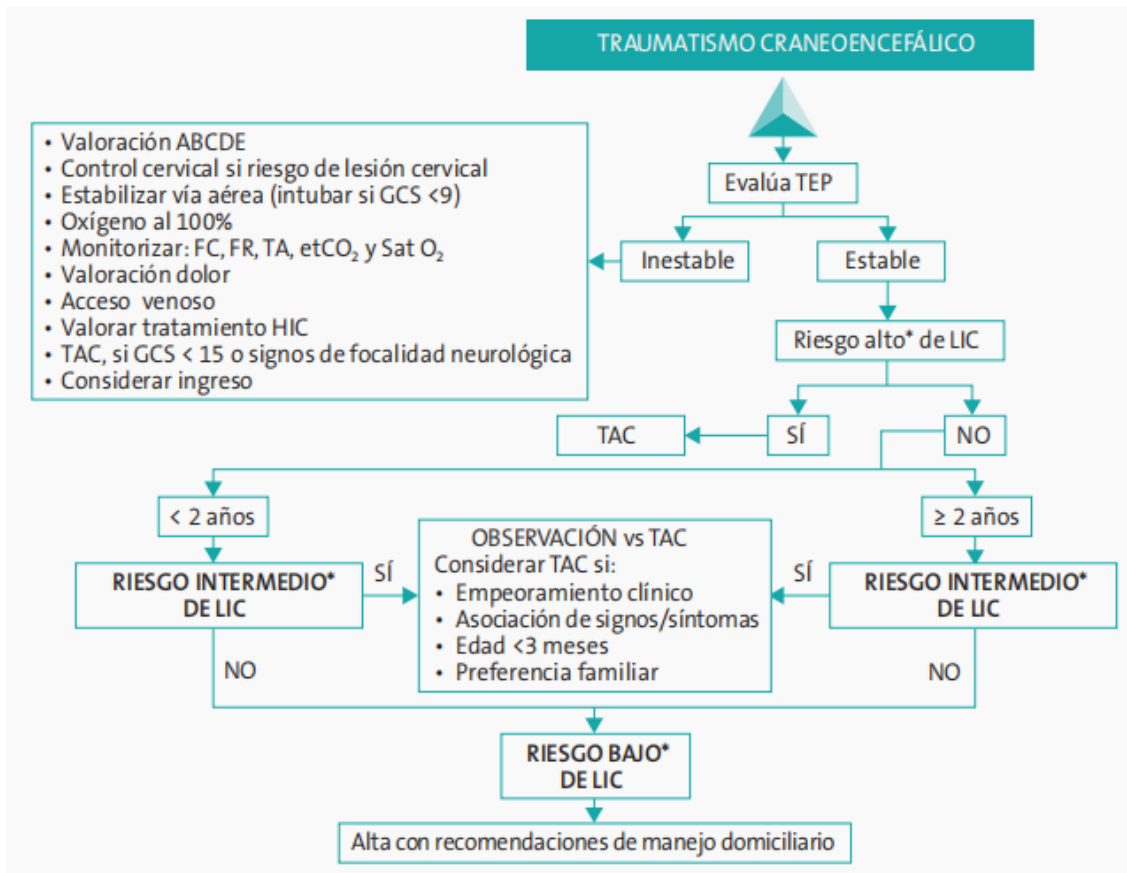 TRAUMATISMO CRANEOENCEFÁLICO
Evalúa TEP
Inestable
Estable
• Valoración ABCDE
• Control cervical si riesgo de lesión cervical
• Estabilizar vía aérea (intubar si GCS <9)
• Oxígeno al 100%
• Monitorizar: FC, FR, TA, etCO₂ y Sat O₂
• Valoración dolor
• Acceso venoso
• Valorar tratamiento HIC
• TAC, si GCS < 15 o signos de focalidad neurológica
• Considerar ingreso
Riesgo alto* de LIC
TAC
SÍ
NO
< 2 años
≥ 2 años
RIESGO INTERMEDIO*
DE LIC
SÍ
OBSERVACIÓN vs TAC
Considerar TAC si:
• Empeoramiento clínico
• Asociación de signos/síntomas
• Edad <3 meses
• Preferencia familiar
SÍ
RIESGO INTERMEDIO*
DE LIC
NO
NO
RIESGO BAJO*
DE LIC
Alta con recomendaciones de manejo domiciliario